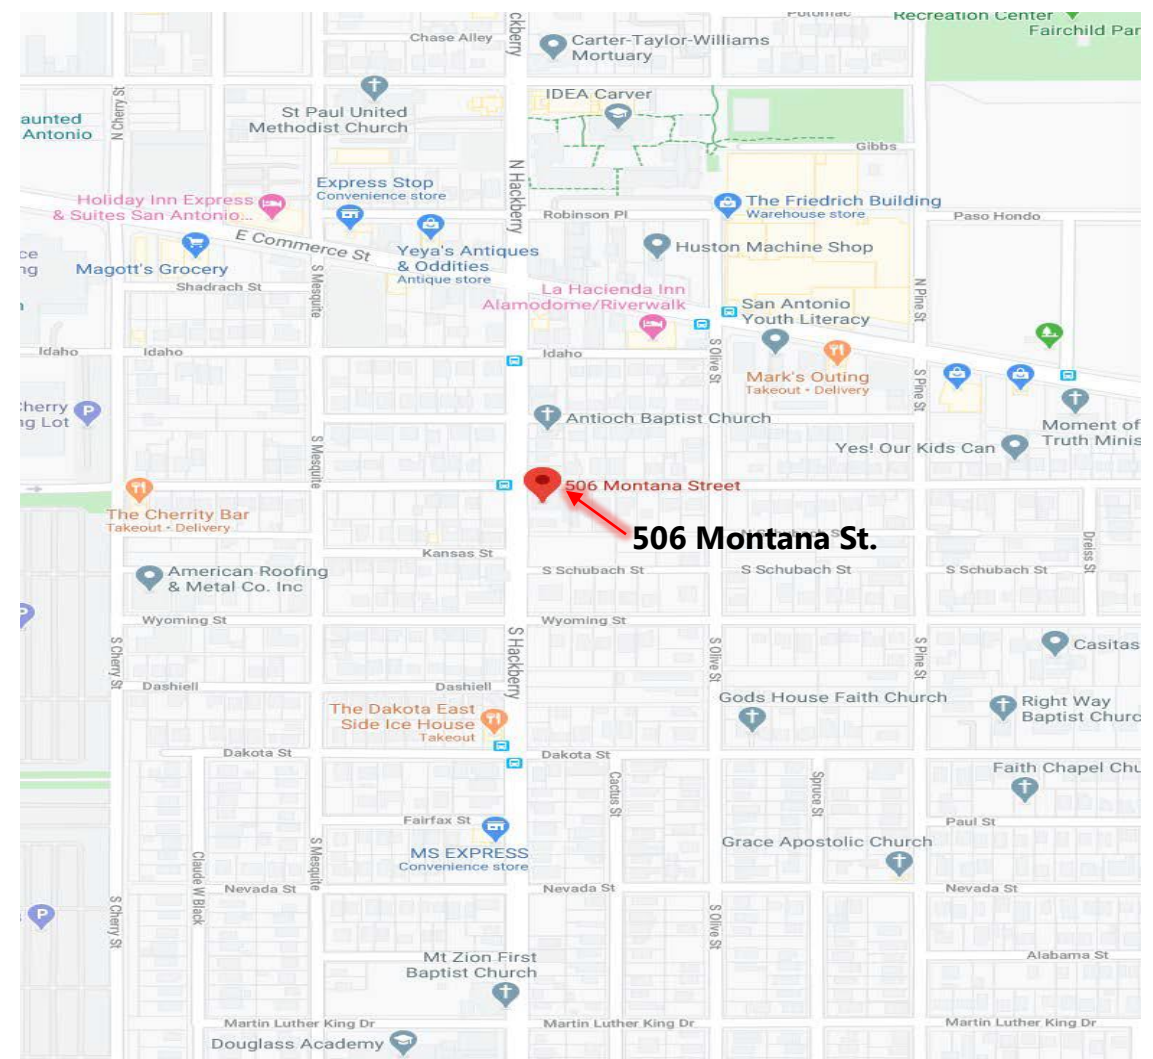 Potomac
Recreation Center
Fairchild Par
Chase Alley
ckberry
Carter-Taylor-Williams
Mortuary
IDEA Carver
N Cherry St
aunted
Antonio
St Paul United
Methodist Church
Gibbs
N Hackberry
Express Stop
Convenience store
Holiday Inn Express
& Suites San Antonio...
The Friedrich Building
Warehouse store
Robinson Pl
Paso Hondo
E Commerce St
Yeya's Antiques
& Oddities
Antique store
Huston Machine Shop
ce
ng
Magott's Grocery
Shadrach St
S Mesquite
La Hacienda Inn
Alamodome/Riverwalk
San Antonio
Youth Literacy
N Pine St
Idaho
Idaho
Idaho
S Olive St
S Pine St
Mark's Outing
Takeout • Delivery
Cherry
ng Lot
P
Antioch Baptist Church
Moment of
Truth Minis
Yes! Our Kids Can
S Mesquite
506 Montana Street
The Cherrity Bar
Takeout • Delivery
506 Montana St.
N Schubach St
Dreiss St
Kansas St
American Roofing
& Metal Co. Inc
S Schubach St
S Schubach St
S Schubach St
P
Wyoming St
Wyoming St
S Cherry St
S Hackberry
S Olive St
S Pine St
Casitas
Dashiell
Dashiell
Gods House Faith Church
Right Way
Baptist Churc
The Dakota East
Side Ice House
Takeout
Dakota St
Dakota St
Cactus St
Spruce St
Faith Chapel Chu
Fairfax St
Paul St
MS EXPRESS
Convenience store
S Mesquite
Claude W Black
Grace Apostolic Church
Nevada St
Nevada St
Nevada St
S Cherry St
P
S Olive St
Mt Zion First
Baptist Church
Alabama St
Martin Luther King Dr
Martin Luther King Dr
Martin Luther King Dr
Douglass Academy